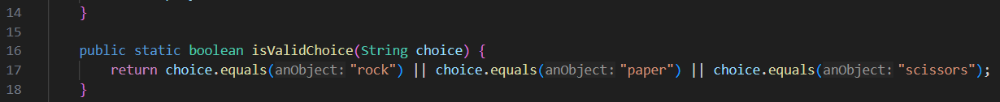 14 }
15
16 public static boolean isValidChoice(String choice) {
17 return choice.equals(anObject: "rock") || choice.equals(anObject: "paper") || choice.equals(anObject: "scissors");
18 }